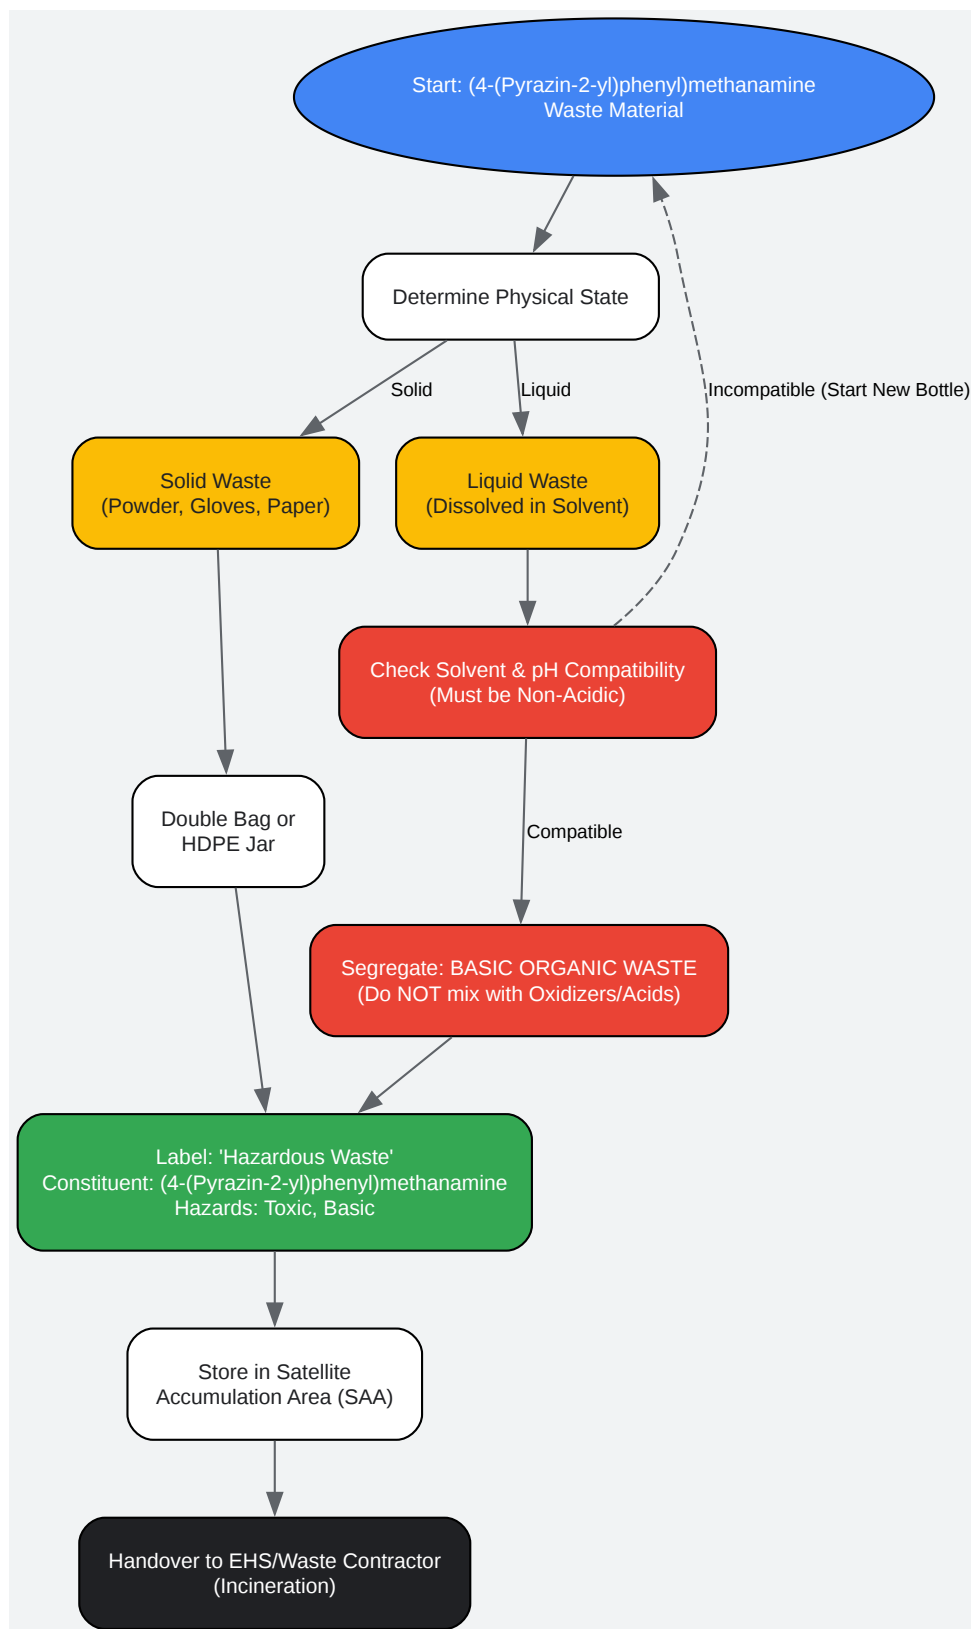 Start: (4-(Pyrazin-2-yl)phenyl)methanamine
Waste Material
Determine Physical State
Solid
Liquid
Incompatible (Start New Bottle)
Solid Waste
(Powder, Gloves, Paper)
Liquid Waste
(Dissolved in Solvent)
Check Solvent & pH Compatibility
(Must be Non-Acidic)
Double Bag or
HDPE Jar
Compatible
Segregate: BASIC ORGANIC WASTE
(Do NOT mix with Oxidizers/Acids)
Label: 'Hazardous Waste'
Constituent: (4-(Pyrazin-2-yl)phenyl)methanamine
Hazards: Toxic, Basic
Store in Satellite
Accumulation Area (SAA)
Handover to EHS/Waste Contractor
(Incineration)